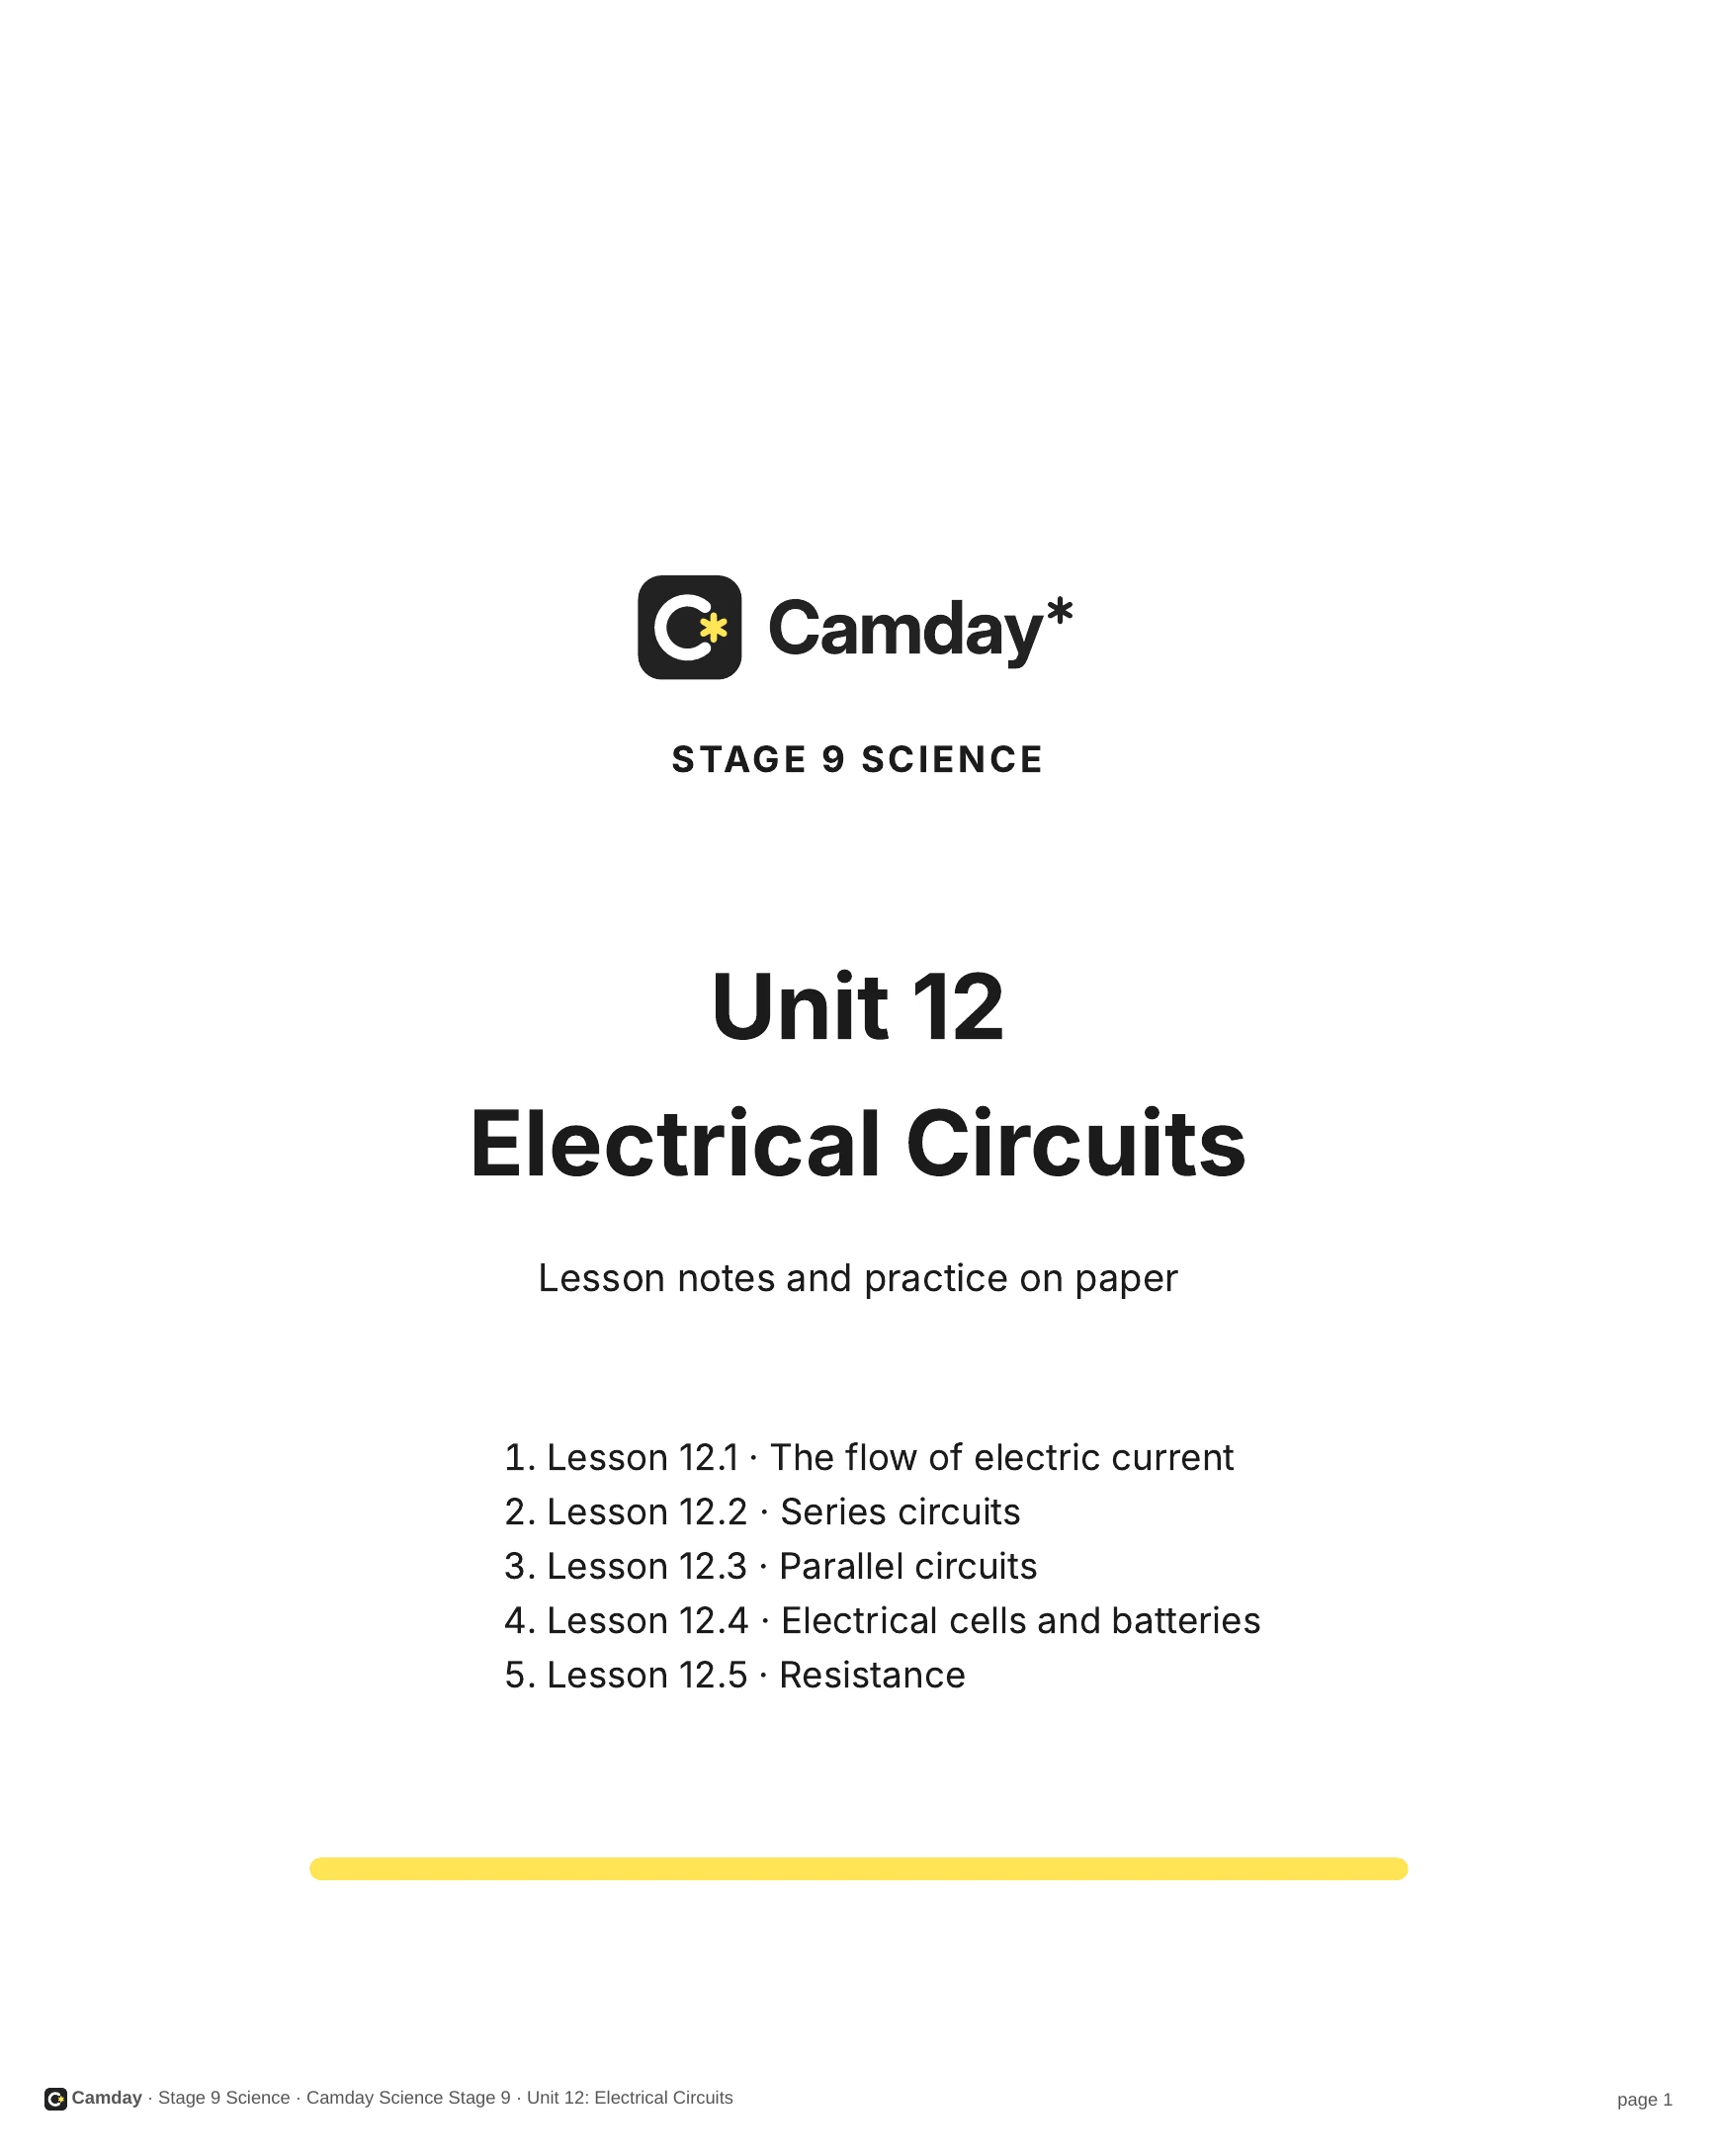 Camday*
STAGE 9 SCIENCE
Unit 12
Electrical Circuits
Lesson notes and practice on paper
1. Lesson 12.1 · The flow of electric current
2. Lesson 12.2 · Series circuits
3. Lesson 12.3 · Parallel circuits
4. Lesson 12.4 · Electrical cells and batteries
5. Lesson 12.5 · Resistance
Camday · Stage 9 Science · Camday Science Stage 9 · Unit 12: Electrical Circuits
page 1